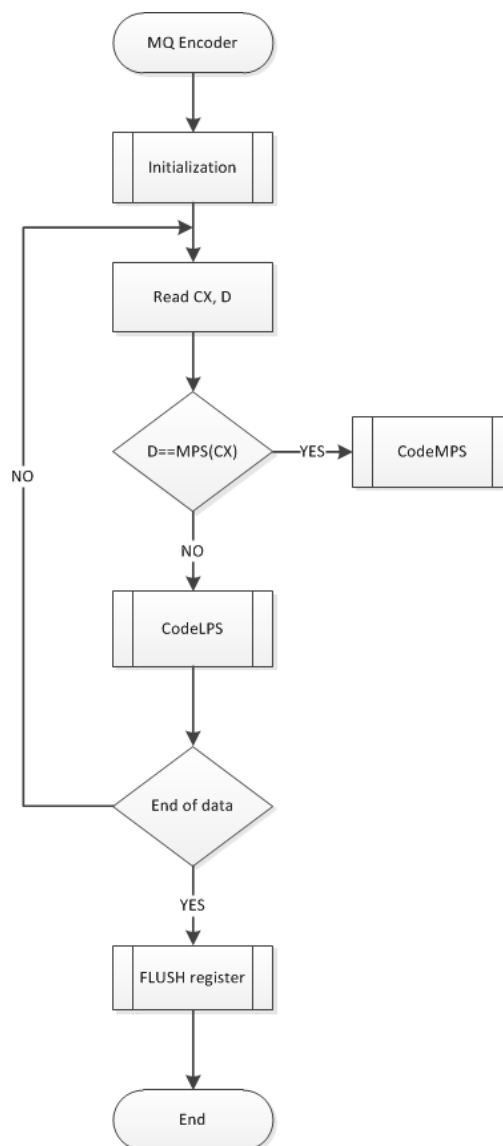 MQ Encoder
Initialization
Read CX, D
D==MPS(CX)
YES
CodeMPS
NO
NO
CodeLPS
End of data
YES
FLUSH register
End